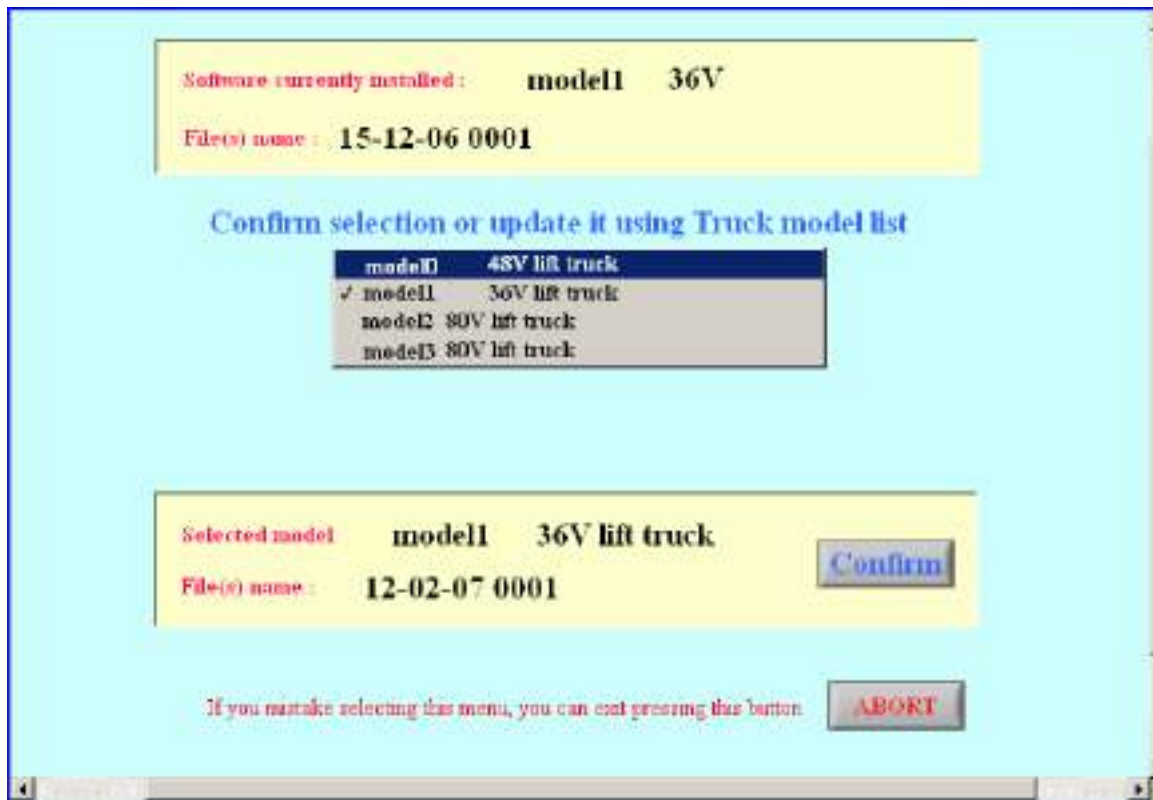 Software currently installed : model1 36V
File(s) name : 15-12-06 0001
Confirm selection or update it using Truck model list
model0 48V lift truck
✓ model1 36V lift truck
model2 80V lift truck
model3 80V lift truck
Selected model model1 36V lift truck
Confirm
File(s) name : 12-02-07 0001
If you mistake selecting this menu, you can exit pressing this button ABORT